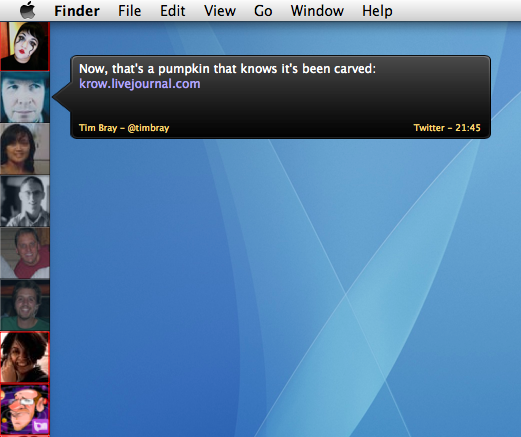 Finder File Edit View Go Window Help
Now, that's a pumpkin that knows it's been carved:
krow.livejournal.com
Tim Bray – @timbray Twitter – 21:45